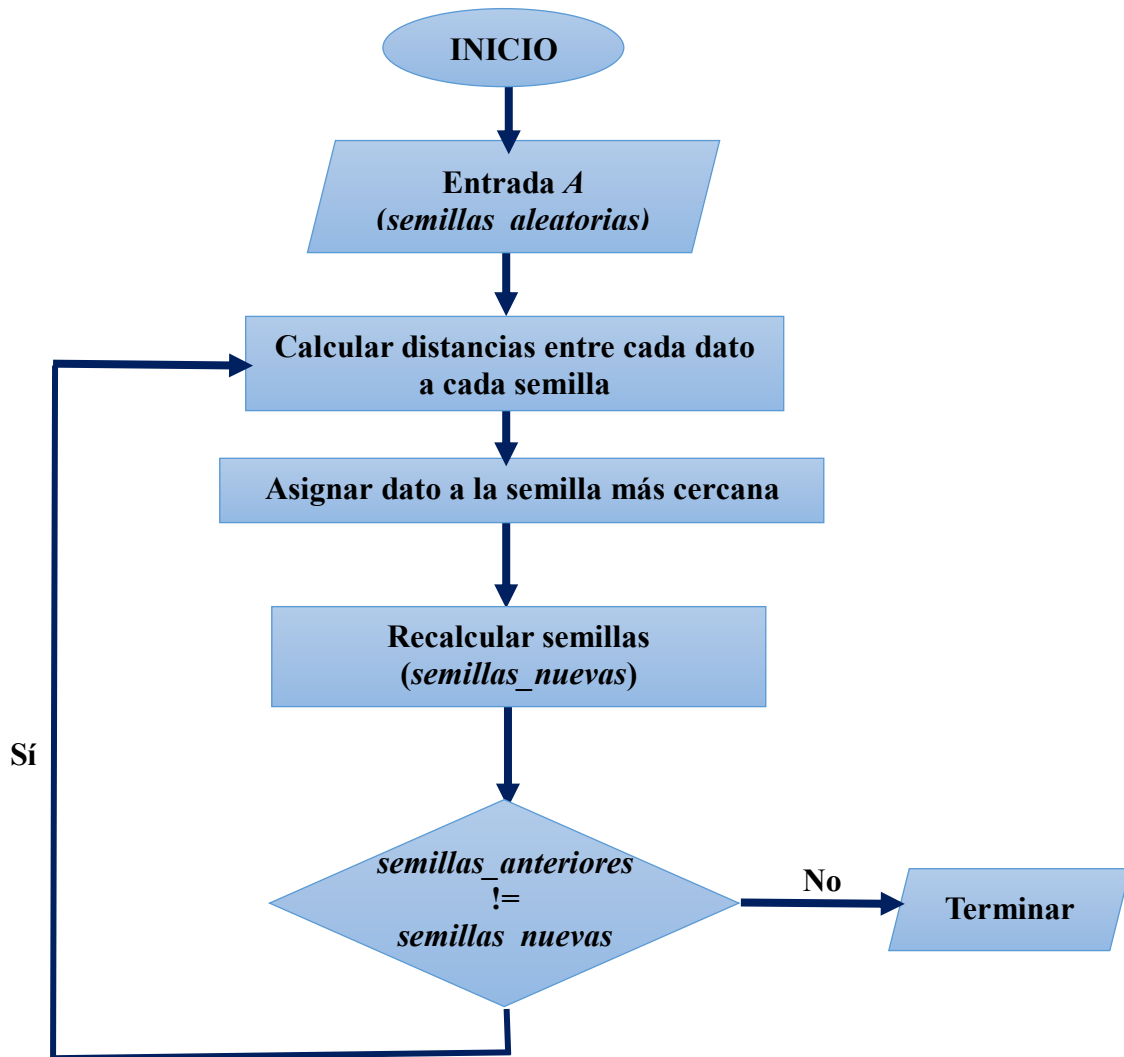 INICIO
Entrada A
(semillas aleatorias)
Calcular distancias entre cada dato
a cada semilla
Asignar dato a la semilla más cercana
Recalcular semillas
(semillas_nuevas)
Sí
semillas_anteriores
!=
semillas nuevas
No
Terminar